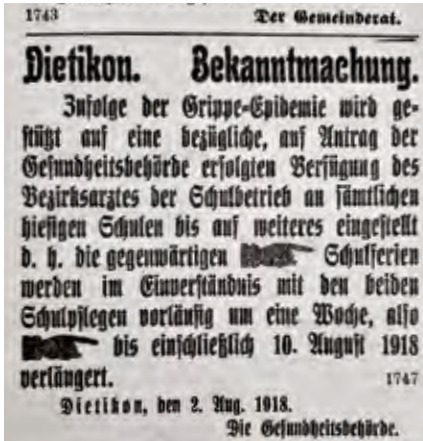 1743 Der Gemeinderat.
Dietikon. Bekanntmachung.
Zufolge der Grippe-Epidemie wird ge-
stützt auf eine bezügliche, auf Antrag der
Gesundheitsbehörde erfolgten Verfügung des
Bezirksarztes der Schulbetrieb an sämtlichen
hiesigen Schulen bis auf weiteres eingestellt
d. h. die gegenwärtigen Schulferien
werden im Einverständnis mit den beiden
Schulpflegen vorläufig um eine Woche, also
bis einschließlich 10. August 1918
verlängert. 1747
Dietikon, den 2. Aug. 1918.
Die Gesundheitsbehörde.